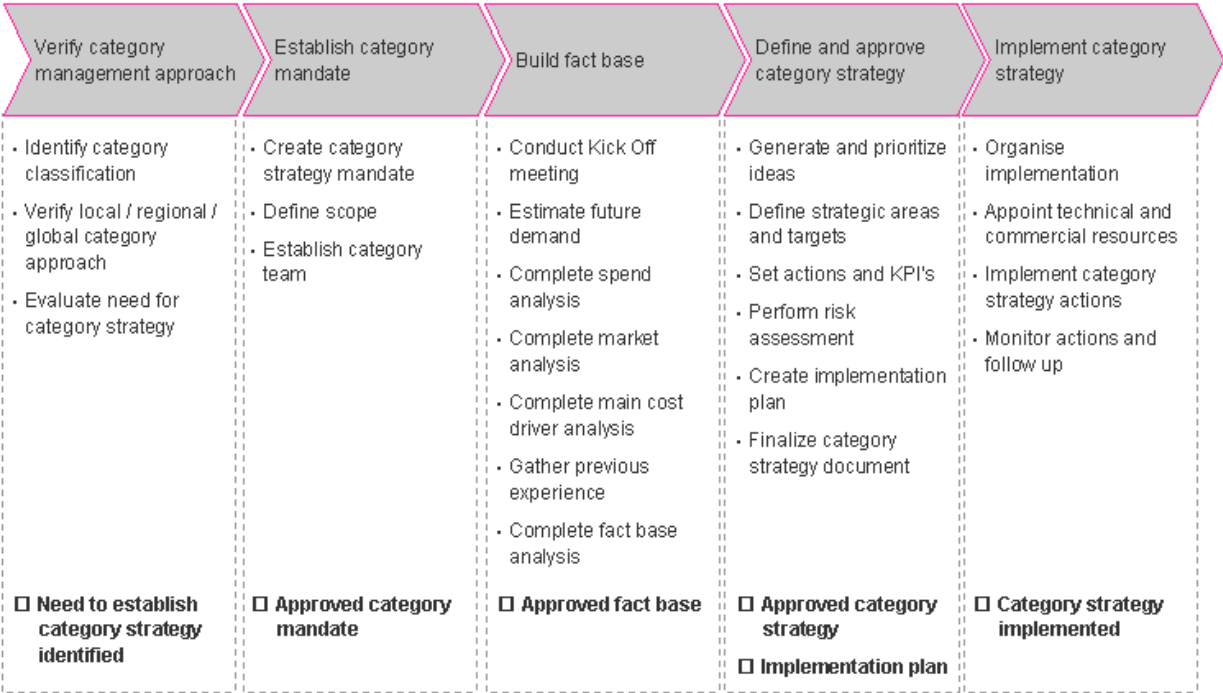 Verify category
management approach
Establish category
mandate
Build fact base
Define and approve
category strategy
Implement category
strategy
· Identify category
classification
· Verify local / regional /
global category
approach
· Evaluate need for
category strategy
☐ Need to establish
category strategy
identified
· Create category
strategy mandate
· Define scope
· Establish category
team
☐ Approved category
mandate
· Conduct Kick Off
meeting
· Estimate future
demand
· Complete spend
analysis
· Complete market
analysis
· Complete main cost
driver analysis
· Gather previous
experience
· Complete fact base
analysis
☐ Approved fact base
· Generate and prioritize
ideas
· Define strategic areas
and targets
· Set actions and KPI's
· Perform risk
assessment
· Create implementation
plan
· Finalize category
strategy document
☐ Approved category
strategy
☐ Implementation plan
· Organise
implementation
· Appoint technical and
commercial resources
· Implement category
strategy actions
· Monitor actions and
follow up
☐ Category strategy
implemented